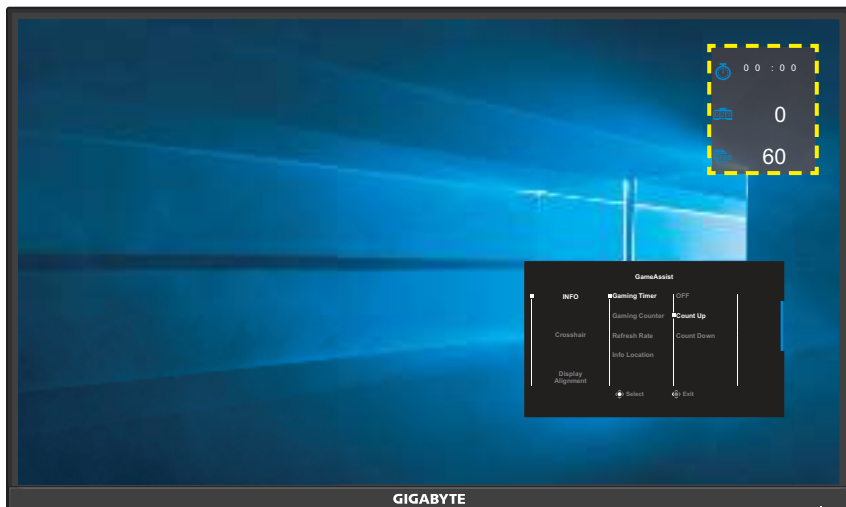 00 :00
0
60
GameAssist
INFO
Gaming Timer
OFF
Gaming Counter
Count Up
Crosshair
Refresh Rate
Count Down
Info Location
Display
Alignment
Select
Exit
GIGABYTE